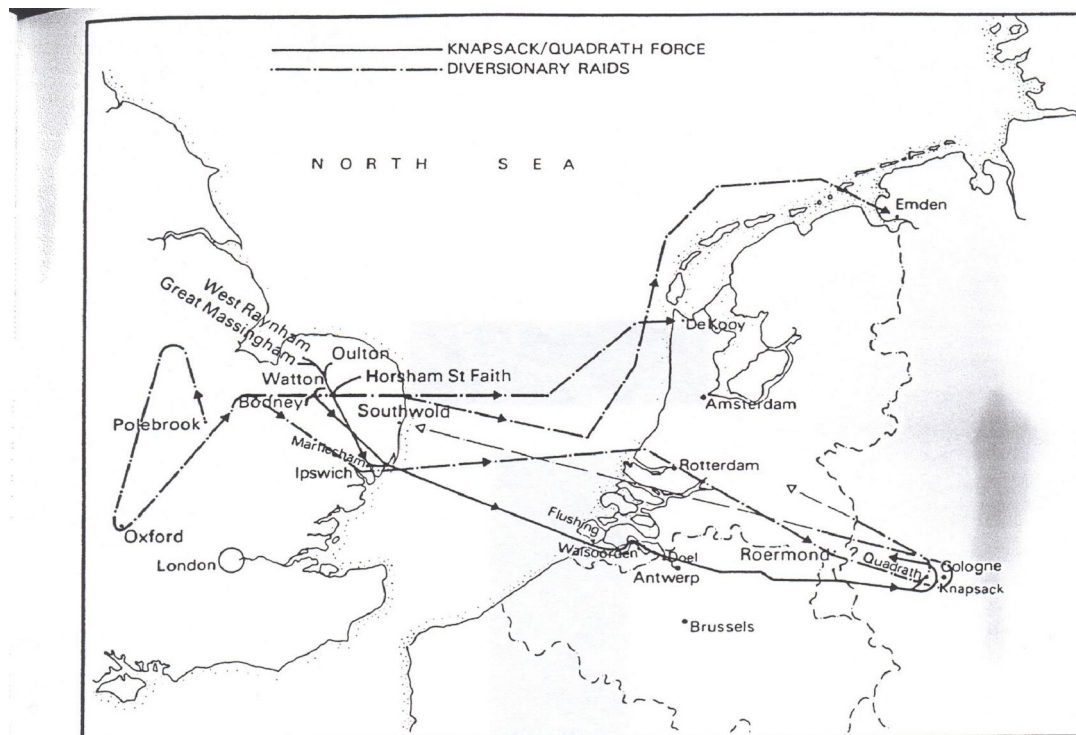 KNAPSACK/QUADRATH FORCE
DIVERSIONARY RAIDS
NORTH SEA
Emden
West Raynham
Great Massingham
De Kooy
Oulton
Watton
Horsham St Faith
Bodney
Southwold
Amsterdam
Polebrook
Martlesham
Ipswich
Rotterdam
Oxford
Flushing
London
Walsoorden
Doel
Roermond
Quadrath
Cologne
Antwerp
Knapsack
Brussels